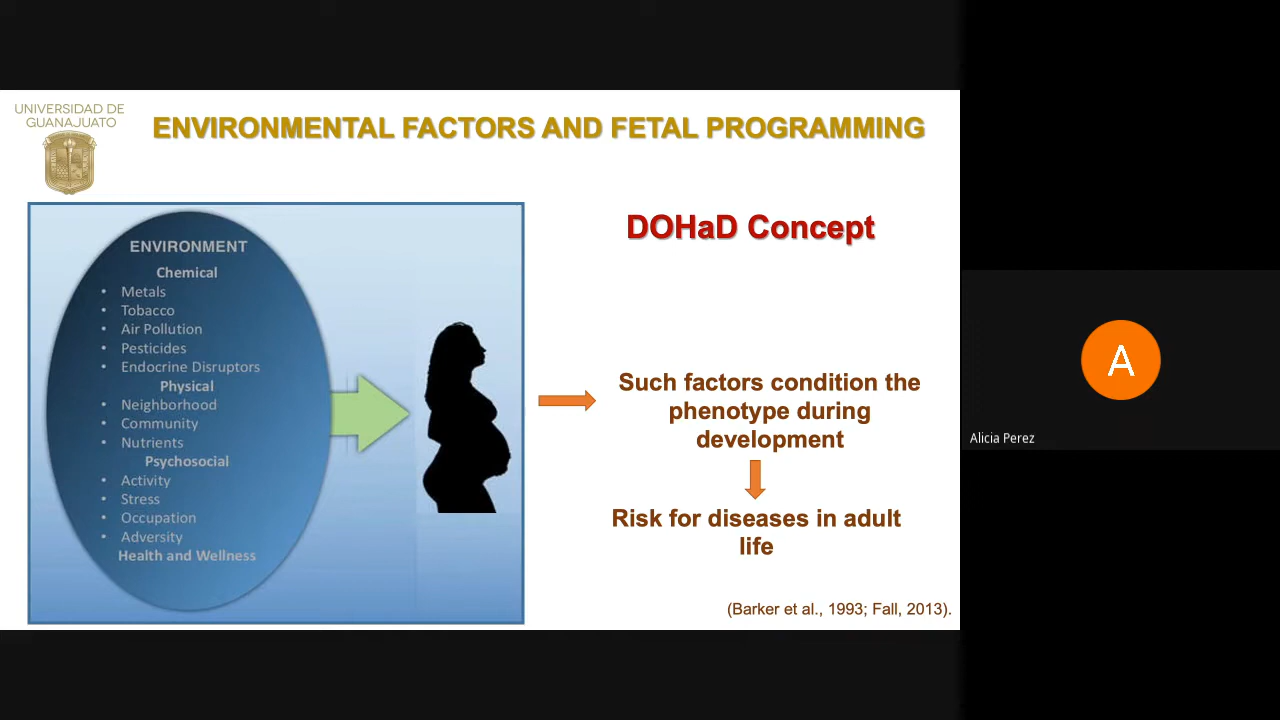 UNIVERSIDAD DE
GUANAJUATO
ENVIRONMENTAL FACTORS AND FETAL PROGRAMMING
ENVIRONMENT
Chemical
• Metals
• Tobacco
• Air Pollution
• Pesticides
• Endocrine Disruptors
Physical
• Neighborhood
• Community
• Nutrients
Psychosocial
• Activity
• Stress
• Occupation
• Adversity
Health and Wellness
DOHaD Concept
Such factors condition the
phenotype during
development
Risk for diseases in adult
life
(Barker et al., 1993; Fall, 2013).
A
Alicia Perez